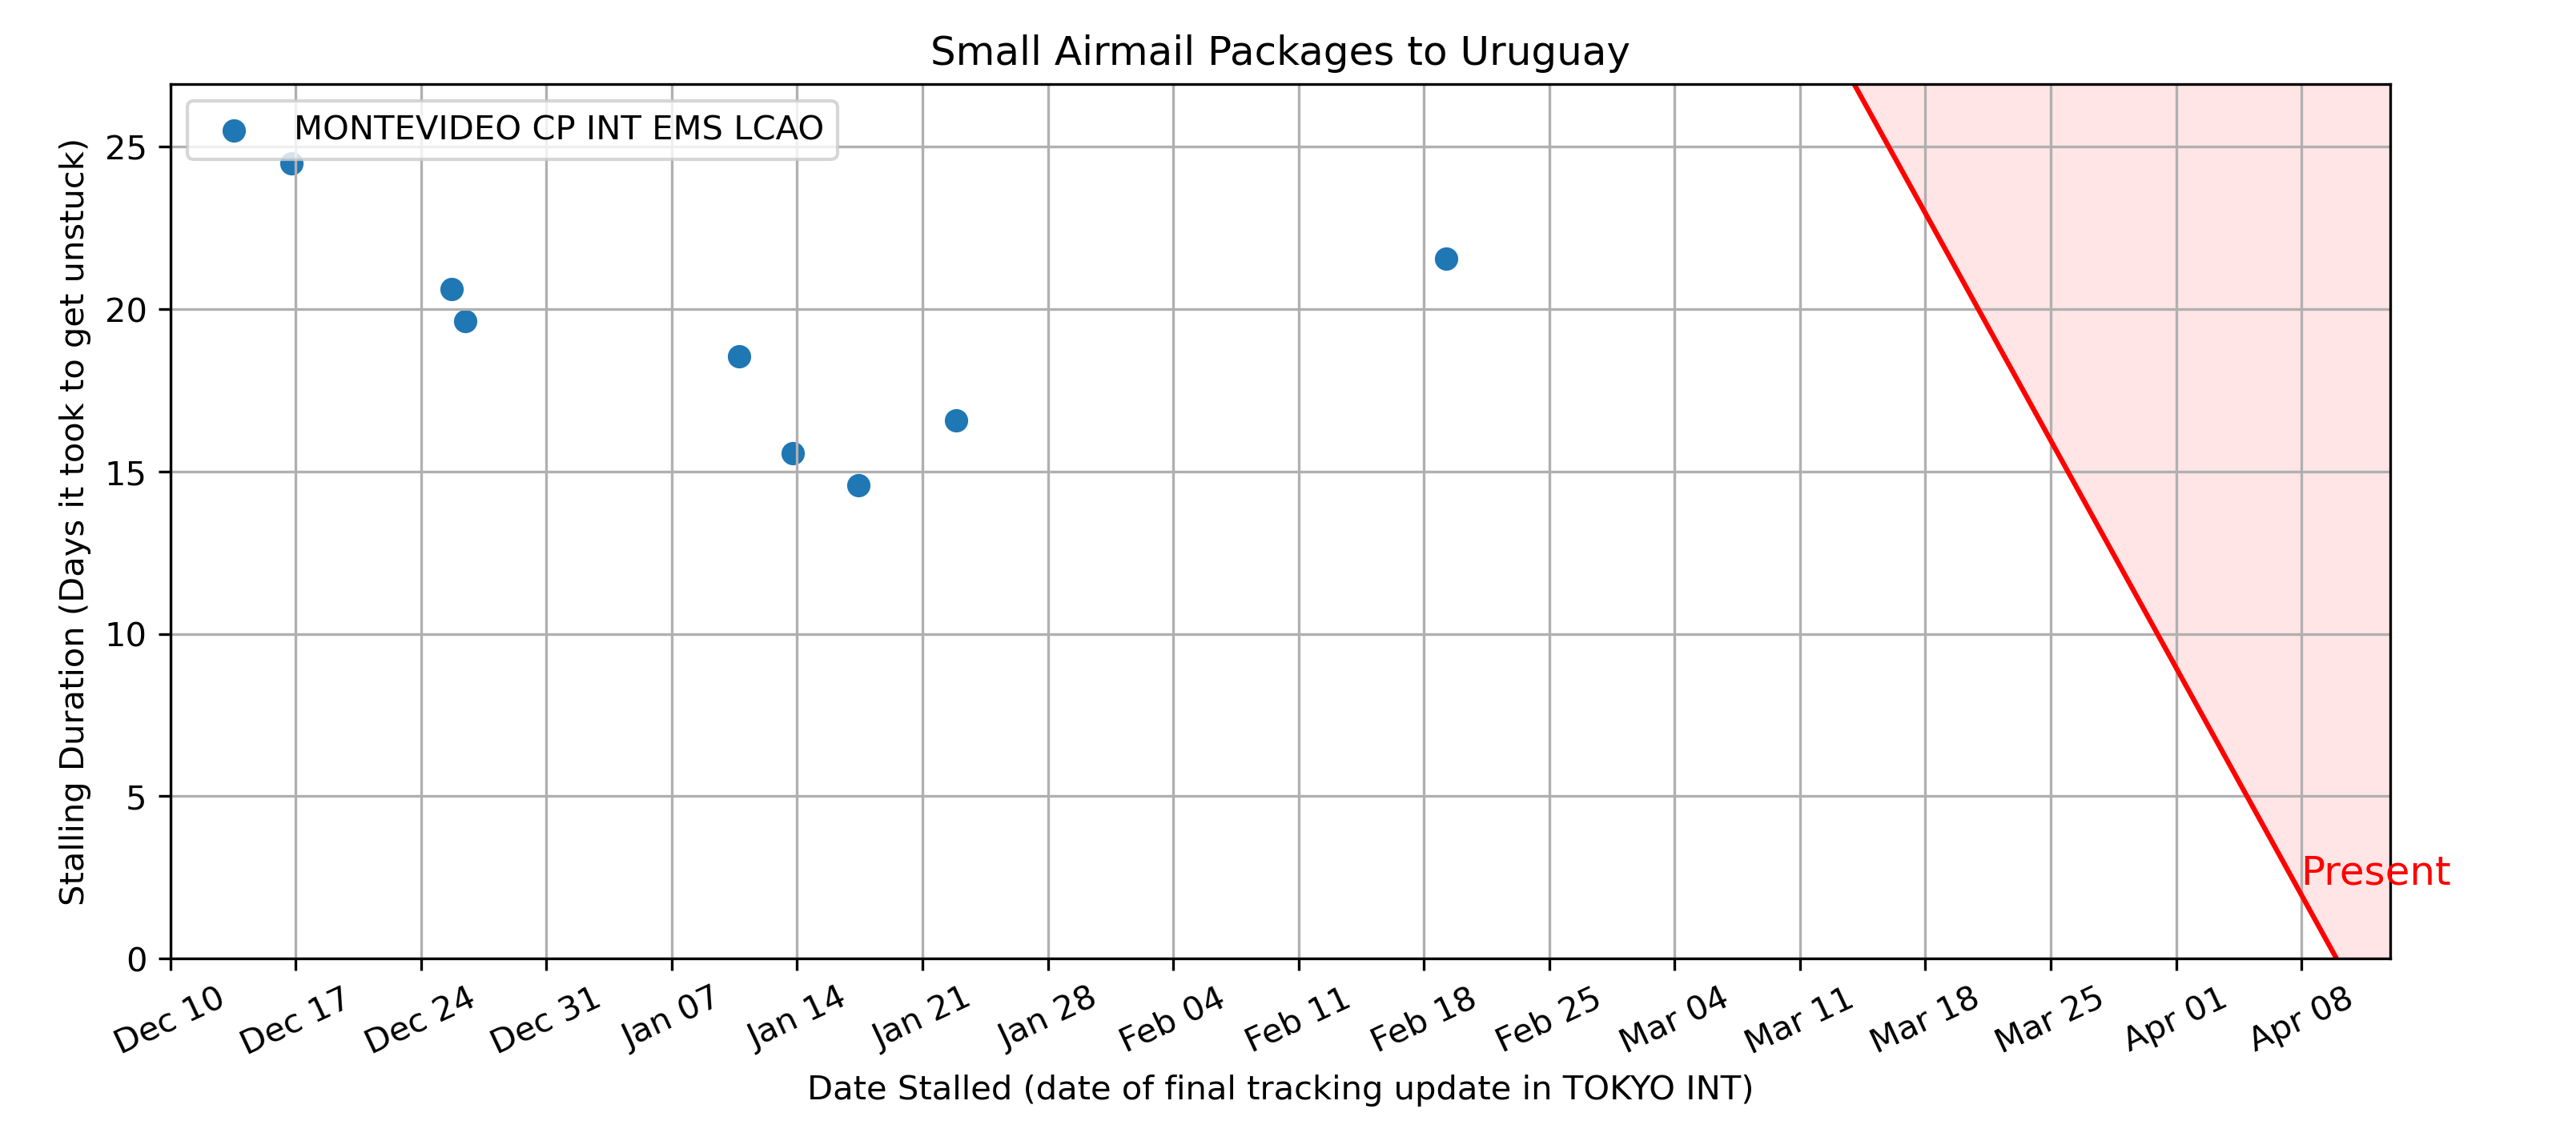 Small Airmail Packages to Uruguay
MONTEVIDEO CP INT EMS LCAO
Stalling Duration (Days it took to get unstuck)
25
20
15
10
5
0
Present
Dec 10
Dec 17
Dec 24
Dec 31
Jan 07
Jan 14
Jan 21
Jan 28
Feb 04
Feb 11
Feb 18
Feb 25
Mar 04
Mar 11
Mar 18
Mar 25
Apr 01
Apr 08
Date Stalled (date of final tracking update in TOKYO INT)